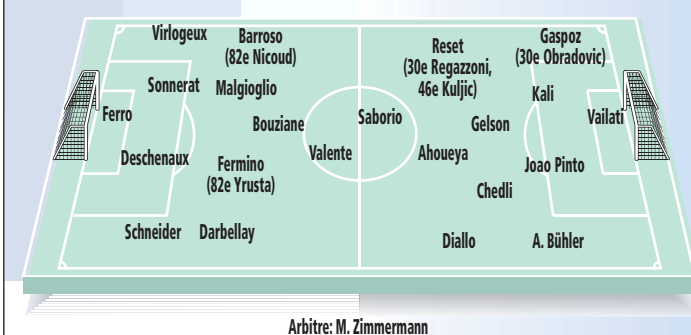 Virlogeux
Barroso
(82e Nicoud)
Reset
(30e Regazzoni,
46e Kuljic)
Gaspoz
(30e Obradovic)
Sonnerat
Malgioglio
Kali
Ferro
Bouziane
Saborio
Gelson
Vailati
Deschenaux
Fermino
(82e Yrusta)
Valente
Ahoueya
Joao Pinto
Chedli
Schneider
Darbellay
Diallo
A. Bühler
Arbitre: M. Zimmermann